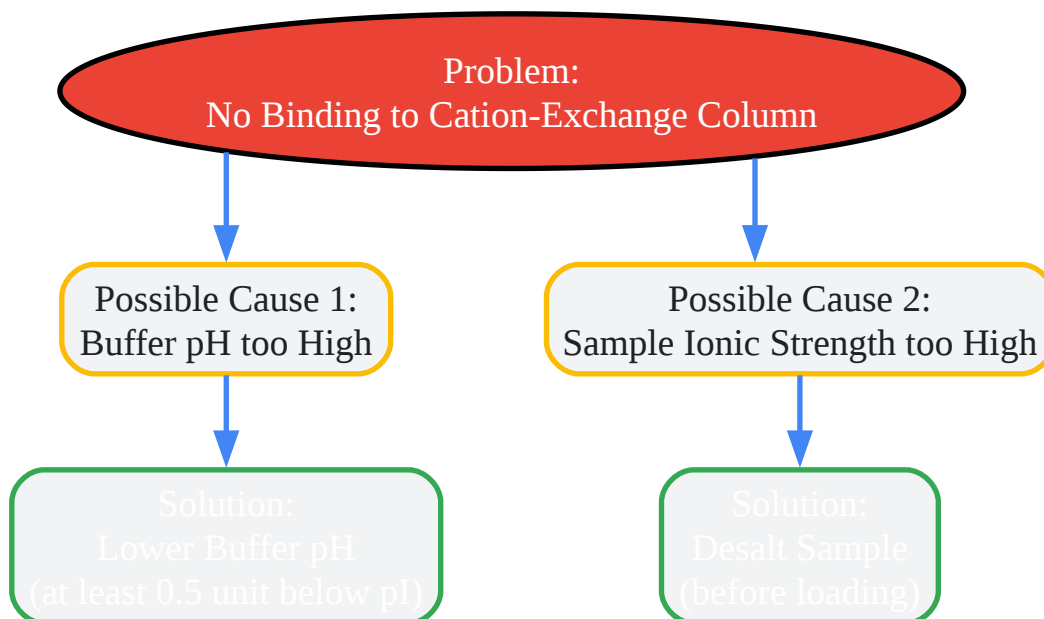 Problem:
No Binding to Cation-Exchange Column
Possible Cause 1:
Buffer pH too High
Possible Cause 2:
Sample Ionic Strength too High
Solution:
Lower Buffer pH
(at least 0.5 unit below pI)
Solution:
Desalt Sample
(before loading)